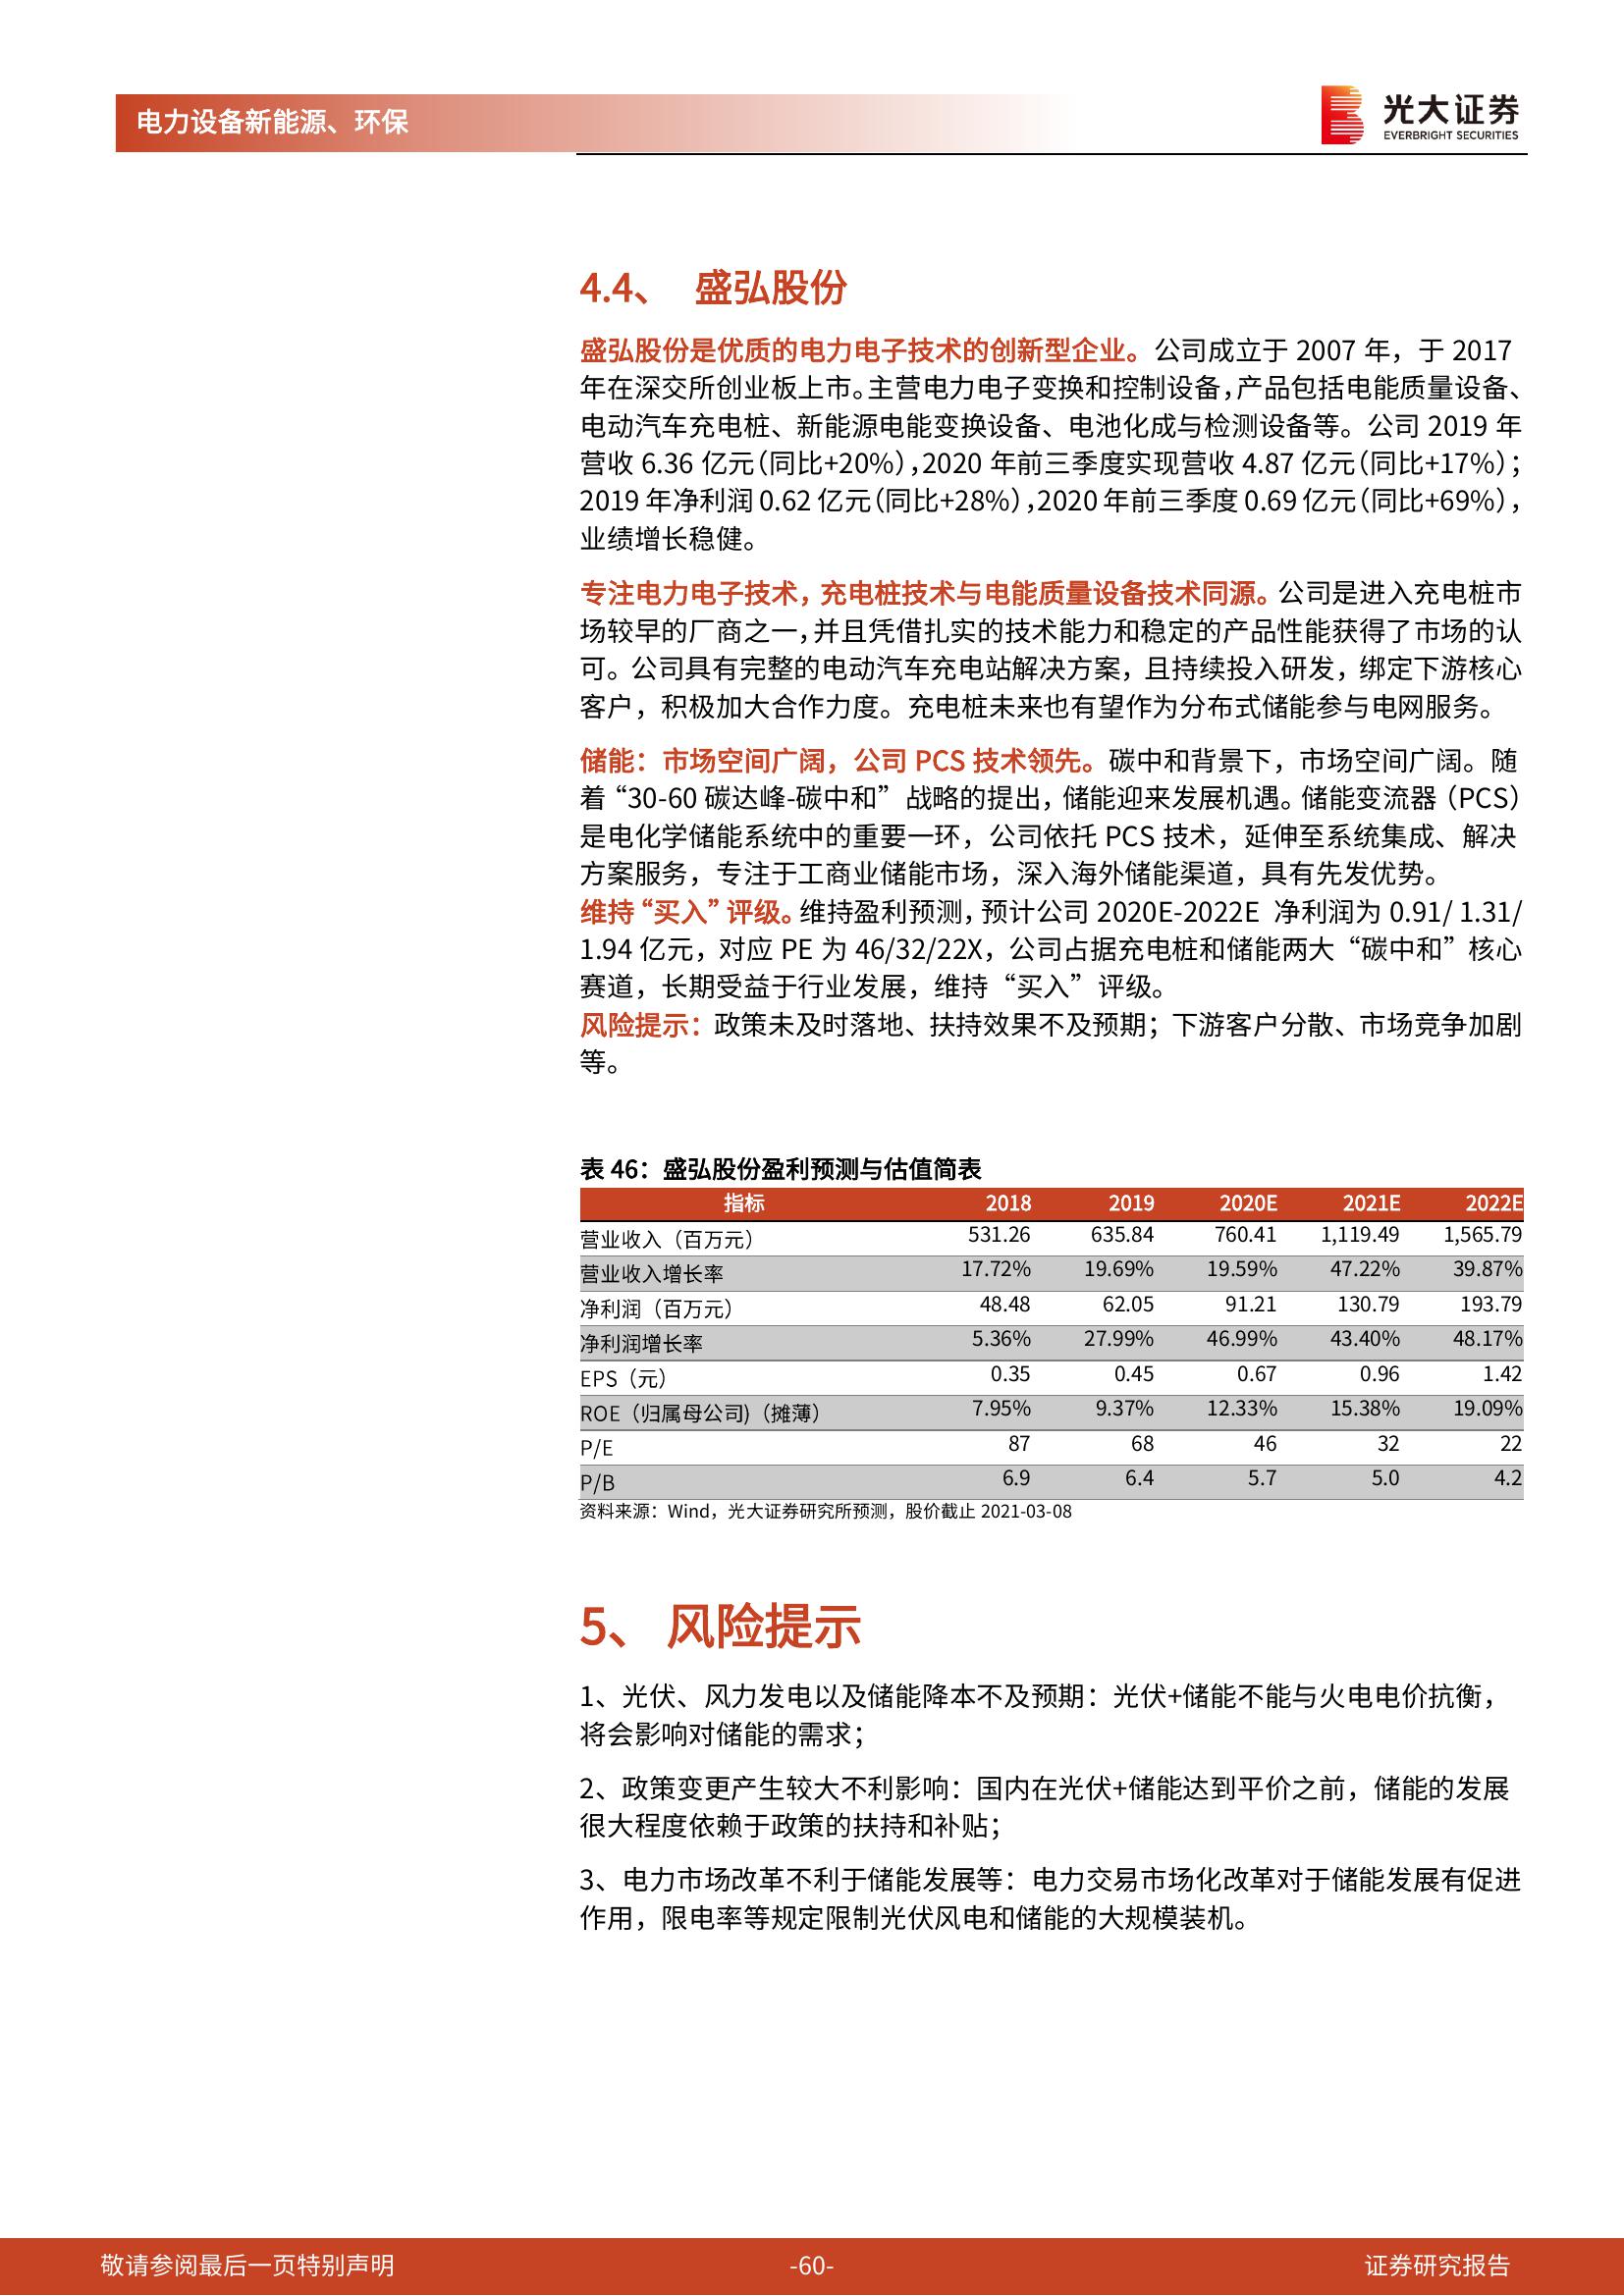 电力设备新能源、环保
光大证券
EVERBRIGHT SECURITIES
4.4、 盛弘股份
盛弘股份是优质的电力电子技术的创新型企业。公司成立于 2007 年，于 2017
年在深交所创业板上市。主营电力电子变换和控制设备，产品包括电能质量设备、
电动汽车充电桩、新能源电能变换设备、电池化成与检测设备等。公司 2019 年
营收 6.36 亿元（同比+20%），2020 年前三季度实现营收 4.87 亿元（同比+17%）；
2019 年净利润 0.62 亿元（同比+28%），2020 年前三季度 0.69 亿元（同比+69%），
业绩增长稳健。
专注电力电子技术，充电桩技术与电能质量设备技术同源。公司是进入充电桩市
场较早的厂商之一，并且凭借扎实的技术能力和稳定的产品性能获得了市场的认
可。公司具有完整的电动汽车充电站解决方案，且持续投入研发，绑定下游核心
客户，积极加大合作力度。充电桩未来也有望作为分布式储能参与电网服务。
储能：市场空间广阔，公司 PCS 技术领先。碳中和背景下，市场空间广阔。随
着“30-60 碳达峰-碳中和”战略的提出，储能迎来发展机遇。储能变流器（PCS）
是电化学储能系统中的重要一环，公司依托 PCS 技术，延伸至系统集成、解决
方案服务，专注于工商业储能市场，深入海外储能渠道，具有先发优势。
维持“买入”评级。维持盈利预测，预计公司 2020E-2022E 净利润为 0.91/ 1.31/
1.94 亿元，对应 PE 为 46/32/22X，公司占据充电桩和储能两大“碳中和”核心
赛道，长期受益于行业发展，维持“买入”评级。
风险提示：政策未及时落地、扶持效果不及预期；下游客户分散、市场竞争加剧
等。
表 46：盛弘股份盈利预测与估值简表
指标 2018 2019 2020E 2021E 2022E
营业收入（百万元） 531.26 635.84 760.41 1,119.49 1,565.79
营业收入增长率 17.72% 19.69% 19.59% 47.22% 39.87%
净利润（百万元） 48.48 62.05 91.21 130.79 193.79
净利润增长率 5.36% 27.99% 46.99% 43.40% 48.17%
EPS（元） 0.35 0.45 0.67 0.96 1.42
ROE（归属母公司)（摊薄） 7.95% 9.37% 12.33% 15.38% 19.09%
P/E 87 68 46 32 22
P/B 6.9 6.4 5.7 5.0 4.2
资料来源：Wind，光大证券研究所预测，股价截止 2021-03-08
5、 风险提示
1、光伏、风力发电以及储能降本不及预期：光伏+储能不能与火电电价抗衡，
将会影响对储能的需求；
2、政策变更产生较大不利影响：国内在光伏+储能达到平价之前，储能的发展
很大程度依赖于政策的扶持和补贴；
3、电力市场改革不利于储能发展等：电力交易市场化改革对于储能发展有促进
作用，限电率等规定限制光伏风电和储能的大规模装机。
敬请参阅最后一页特别声明 -60- 证券研究报告